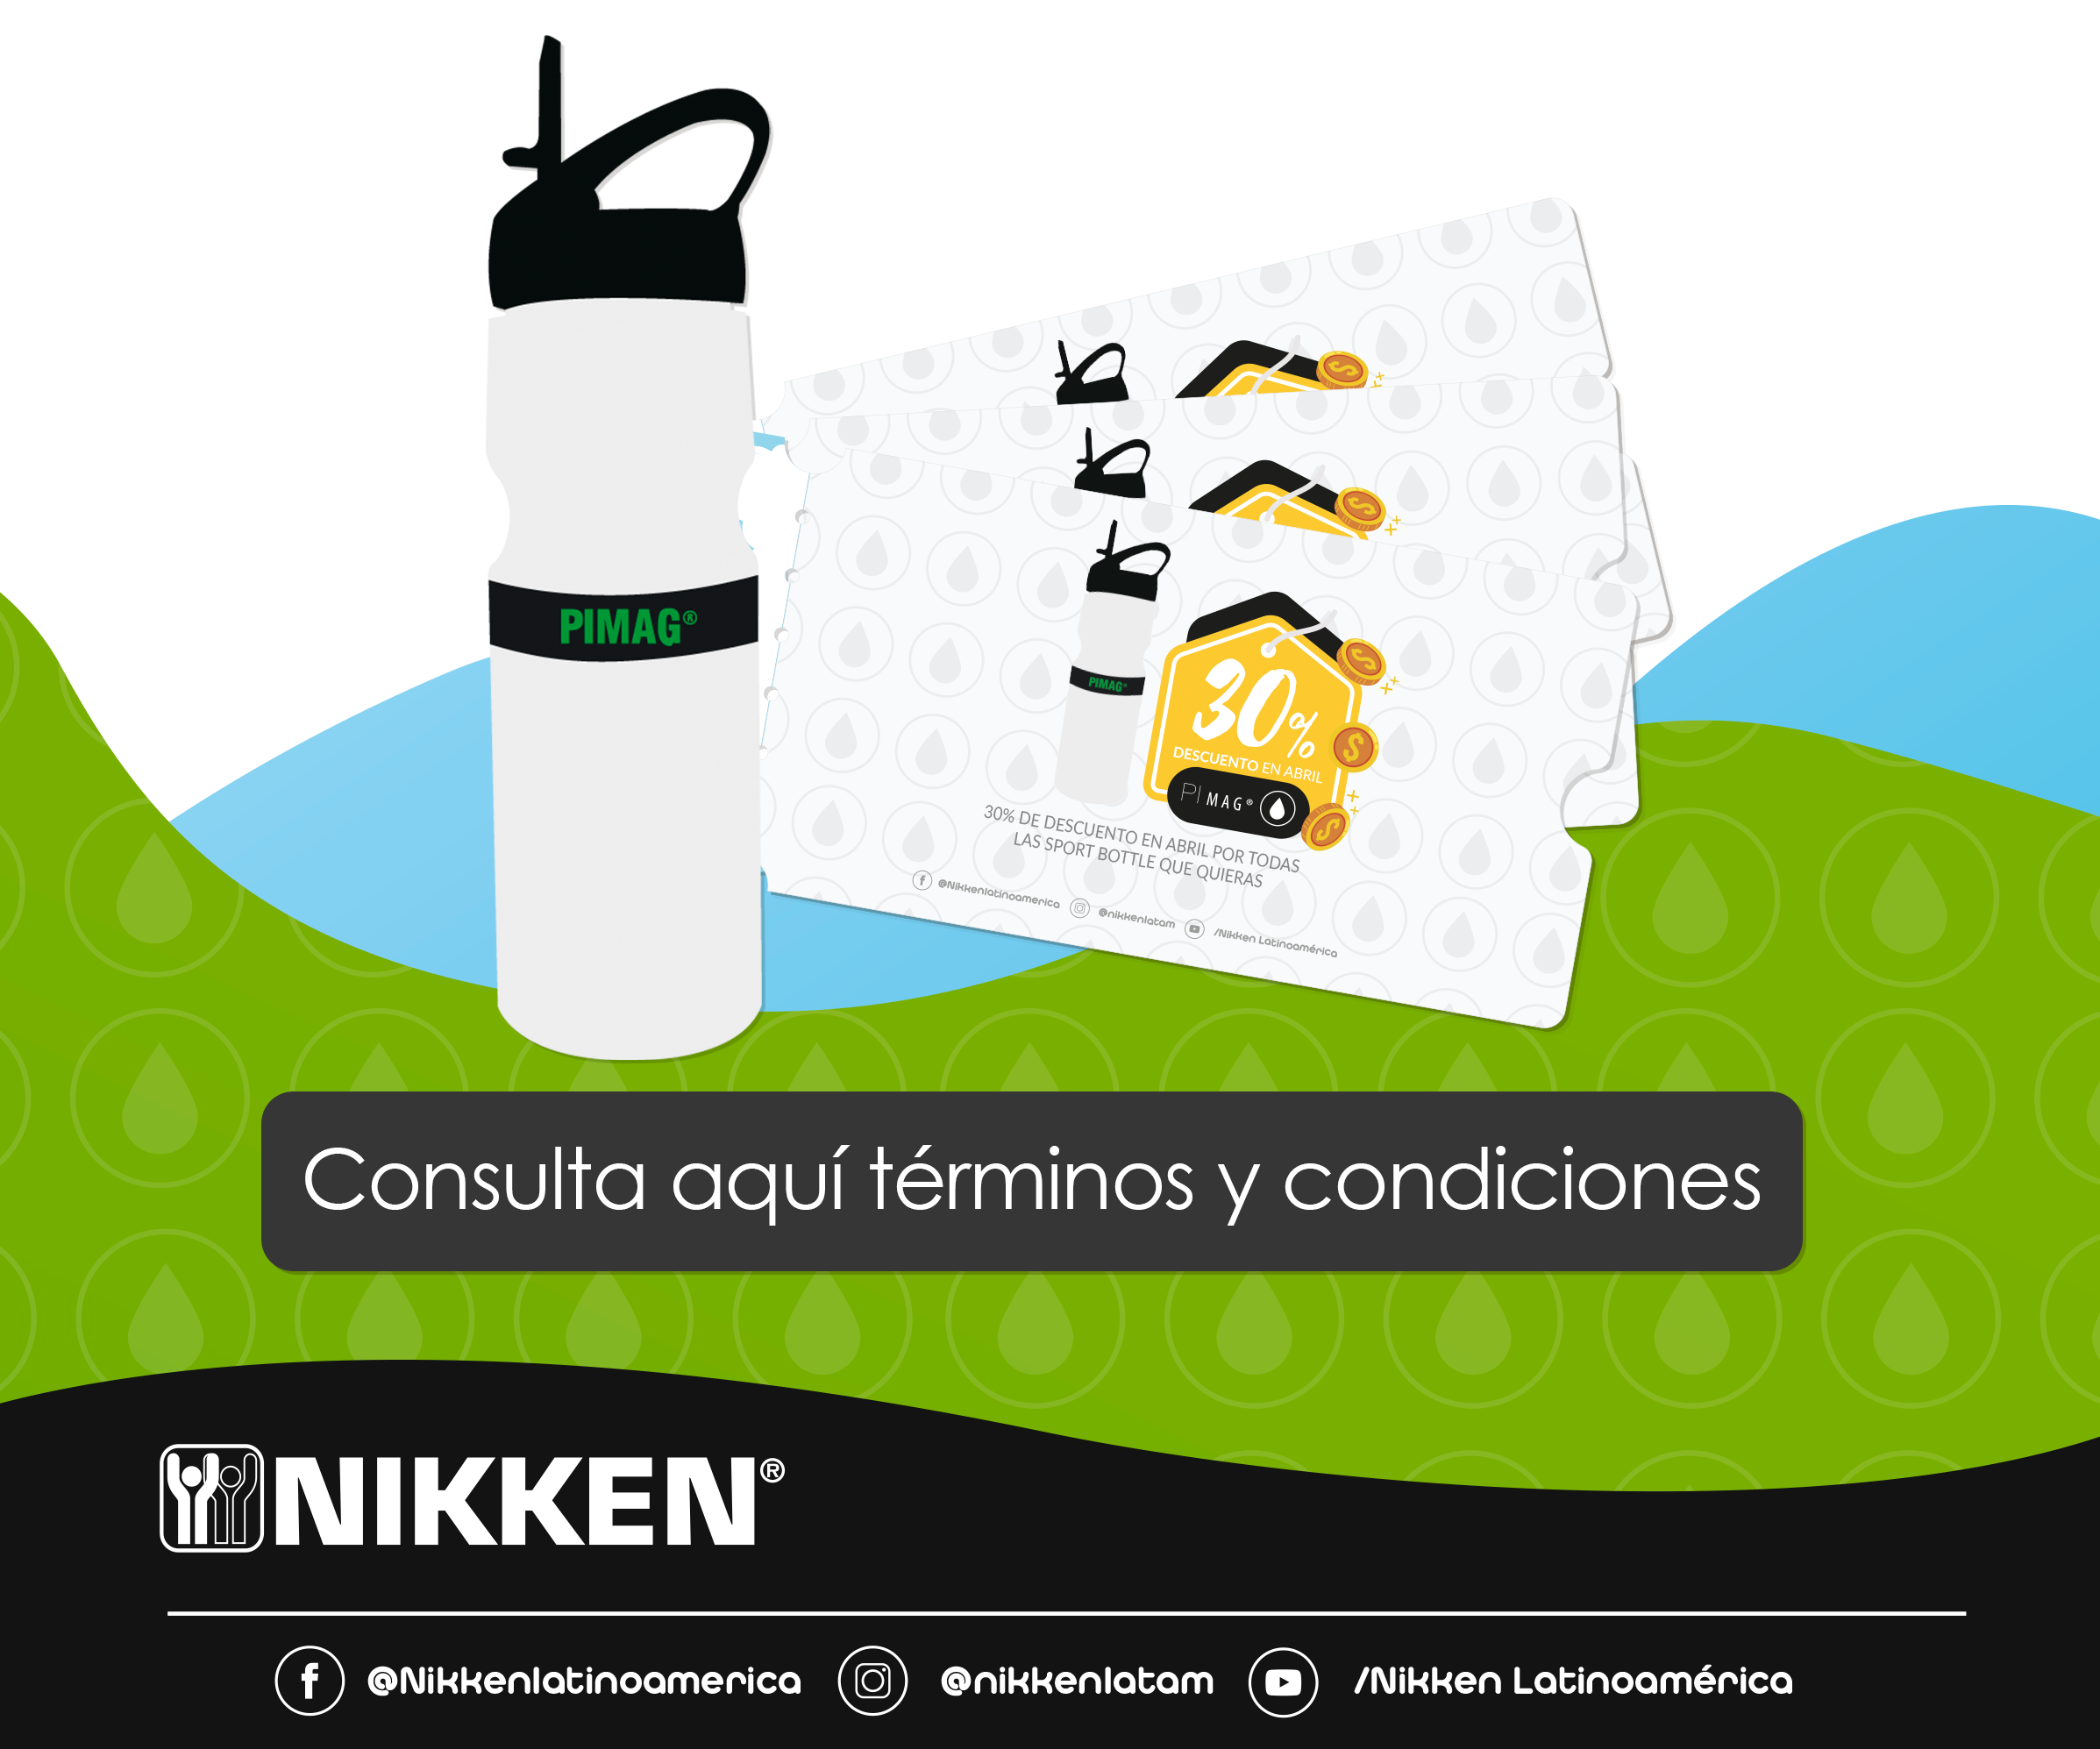 PIMAG®
PIMAG®
30%
DESCUENTO EN ABRIL
PI MAG®
30% DE DESCUENTO EN ABRIL POR TODAS
LAS SPORT BOTTLE QUE QUIERAS
@Nikkenlatinoamerica @nikkenlatam /Nikken Latinoamérica
Consulta aquí términos y condiciones
NIKKEN®
@Nikkenlatinoamerica @nikkenlatam /Nikken Latinoamérica